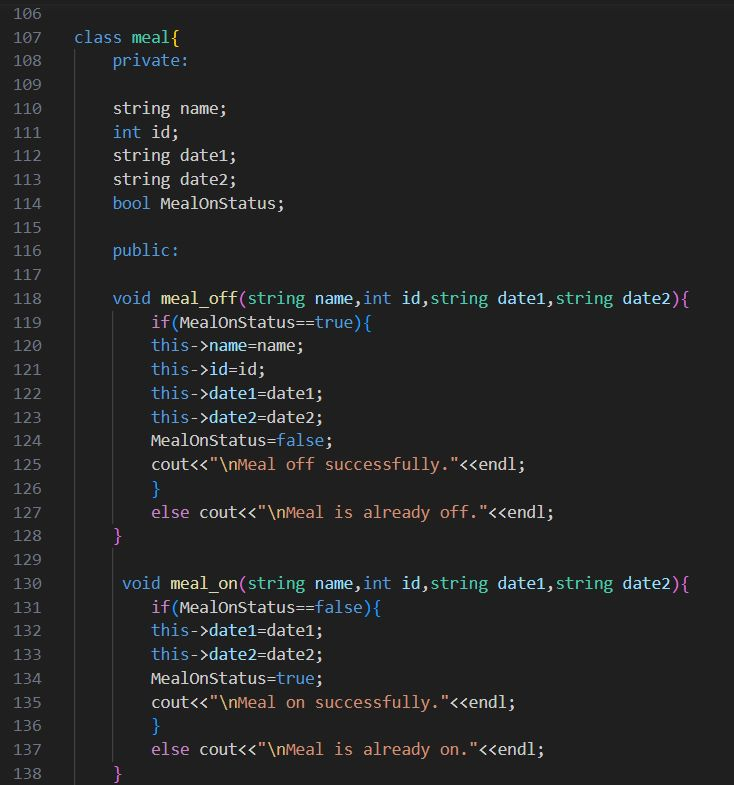 106
107 class meal{
108 private:
109
110 string name;
111 int id;
112 string date1;
113 string date2;
114 bool MealOnStatus;
115
116 public:
117
118 void meal_off(string name,int id,string date1,string date2){
119 if(MealOnStatus==true){
120 this->name=name;
121 this->id=id;
122 this->date1=date1;
123 this->date2=date2;
124 MealOnStatus=false;
125 cout<<"\nMeal off successfully."<<endl;
126 }
127 else cout<<"\nMeal is already off."<<endl;
128 }
129
130 void meal_on(string name,int id,string date1,string date2){
131 if(MealOnStatus==false){
132 this->date1=date1;
133 this->date2=date2;
134 MealOnStatus=true;
135 cout<<"\nMeal on successfully."<<endl;
136 }
137 else cout<<"\nMeal is already on."<<endl;
138 }